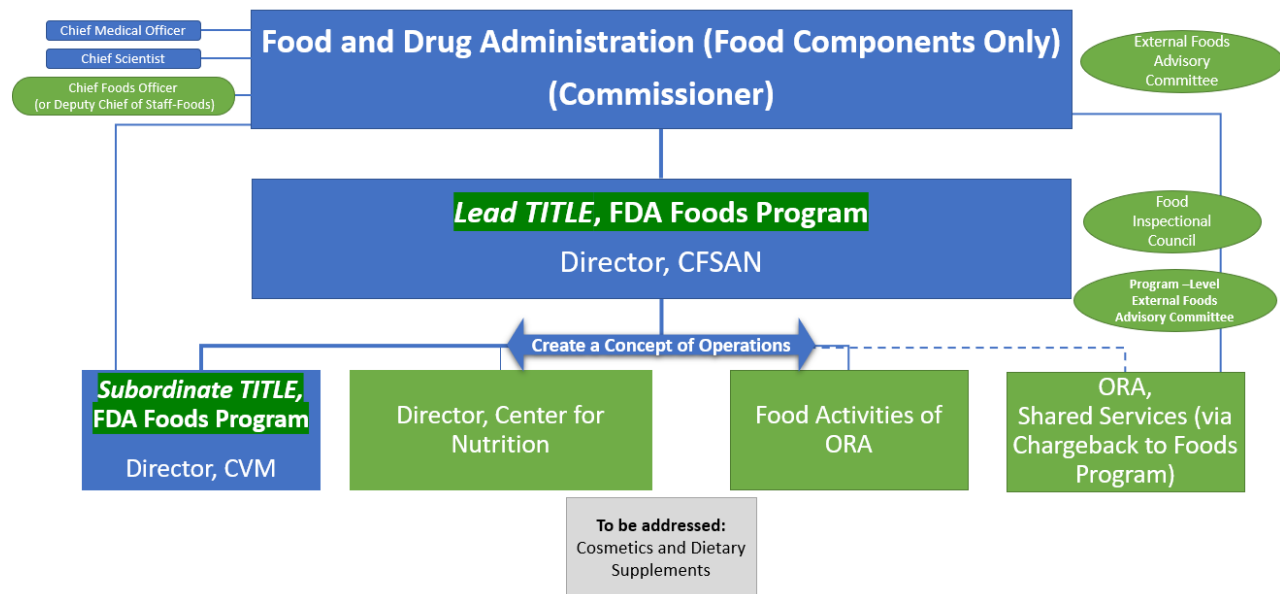 Chief Medical Officer
Chief Scientist
Chief Foods Officer
(or Deputy Chief of Staff-Foods)
Food and Drug Administration (Food Components Only)
(Commissioner)
External Foods
Advisory
Committee
Lead TITLE, FDA Foods Program
Director, CFSAN
Food
Inspectional
Council
Program –Level
External Foods
Advisory Committee
Create a Concept of Operations
Subordinate TITLE,
FDA Foods Program
Director, CVM
Director, Center for
Nutrition
Food Activities of
ORA
ORA,
Shared Services (via
Chargeback to Foods
Program)
To be addressed:
Cosmetics and Dietary
Supplements